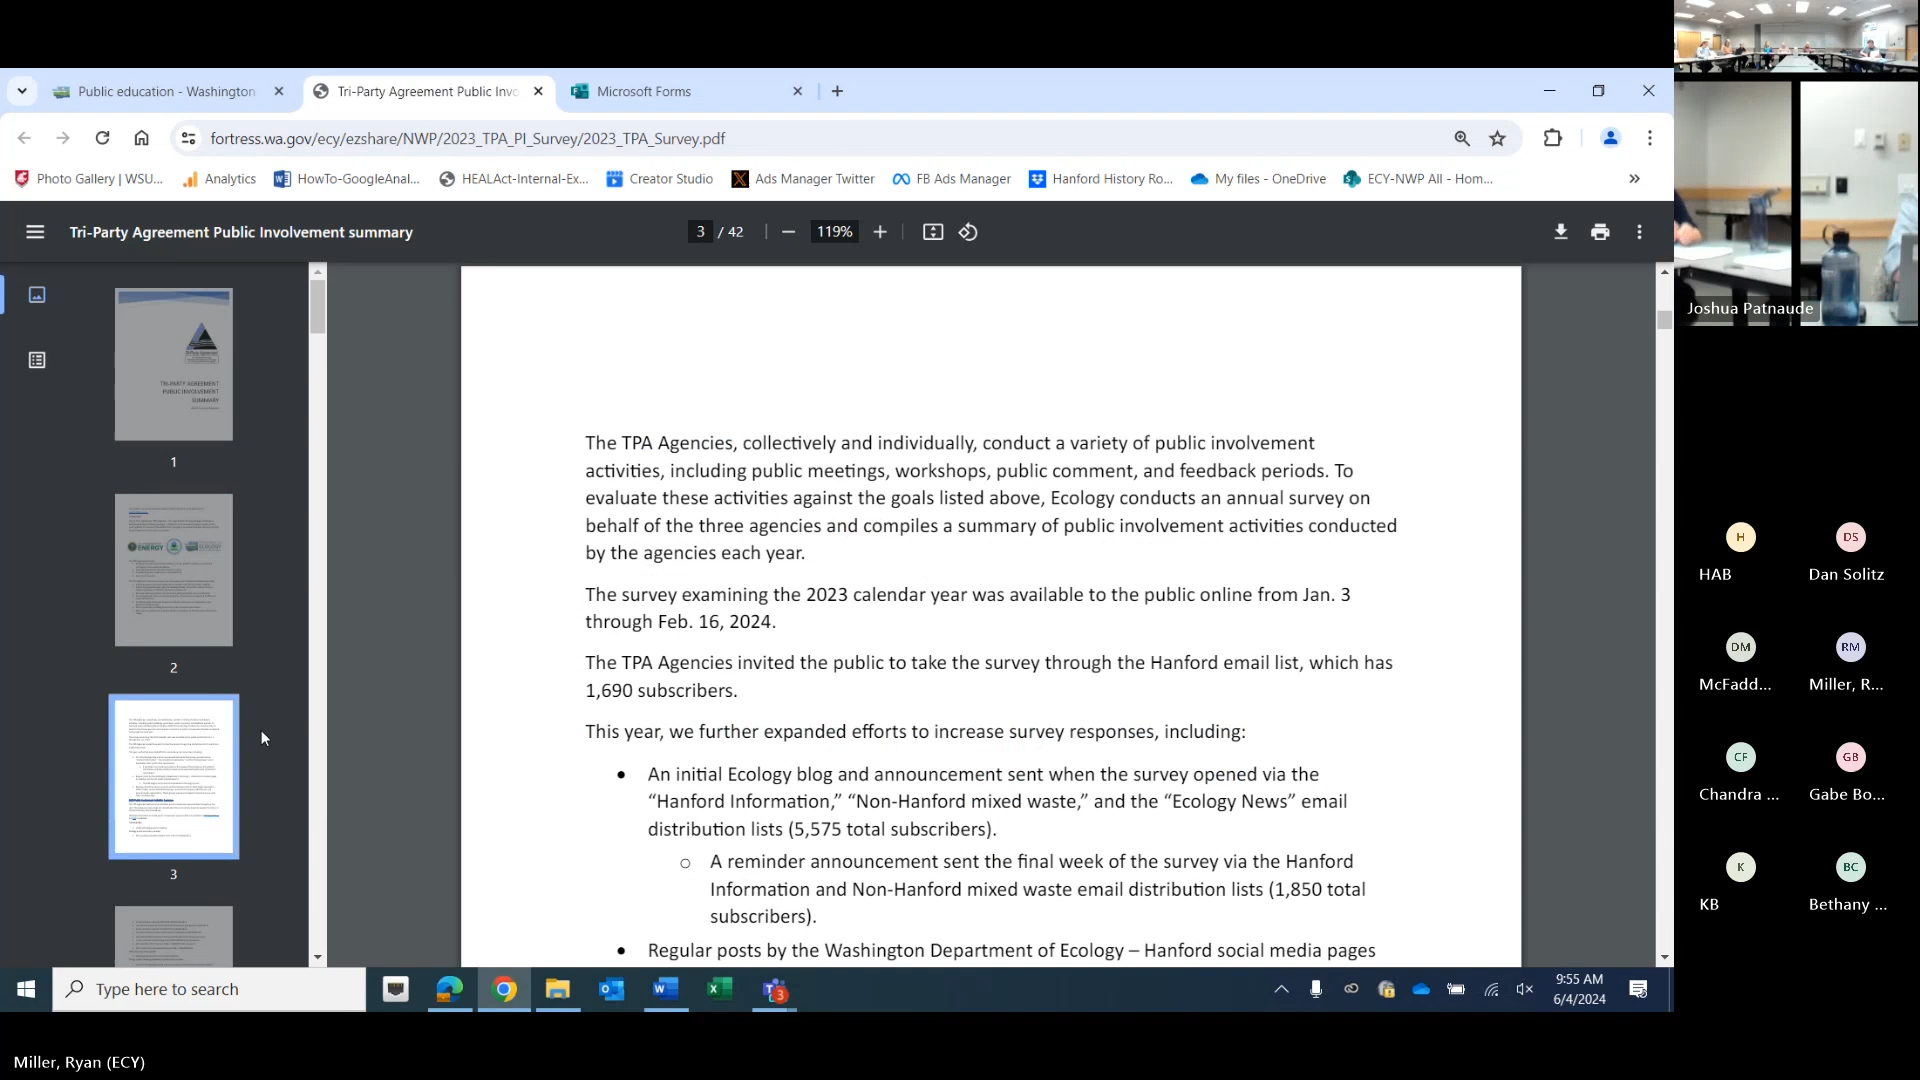 Public education - Washington
Tri-Party Agreement Public Invo
Microsoft Forms
fortress.wa.gov/ecy/ezshare/NWP/2023_TPA_PI_Survey/2023_TPA_Survey.pdf
Photo Gallery | WSU...
Analytics
HowTo-GoogleAnal...
HEALAct-Internal-Ex...
Creator Studio
Ads Manager Twitter
FB Ads Manager
Hanford History Ro...
My files - OneDrive
ECY-NWP All - Hom...
Tri-Party Agreement Public Involvement summary
3 / 42
119%
TRI-PARTY AGREEMENT
PUBLIC INVOLVEMENT
SUMMARY
1
ENERGY
2
3
The TPA Agencies, collectively and individually, conduct a variety of public involvement
activities, including public meetings, workshops, public comment, and feedback periods. To
evaluate these activities against the goals listed above, Ecology conducts an annual survey on
behalf of the three agencies and compiles a summary of public involvement activities conducted
by the agencies each year.
The survey examining the 2023 calendar year was available to the public online from Jan. 3
through Feb. 16, 2024.
The TPA Agencies invited the public to take the survey through the Hanford email list, which has
1,690 subscribers.
This year, we further expanded efforts to increase survey responses, including:
• An initial Ecology blog and announcement sent when the survey opened via the
“Hanford Information,” “Non-Hanford mixed waste,” and the “Ecology News” email
distribution lists (5,575 total subscribers).
o A reminder announcement sent the final week of the survey via the Hanford
Information and Non-Hanford mixed waste email distribution lists (1,850 total
subscribers).
• Regular posts by the Washington Department of Ecology – Hanford social media pages
Joshua Patnaude
H
HAB
DS
Dan Solitz
DM
McFadd...
RM
Miller, R...
CF
Chandra ...
GB
Gabe Bo...
K
KB
BC
Bethany ...
Type here to search
3
9:55 AM
6/4/2024
Miller, Ryan (ECY)